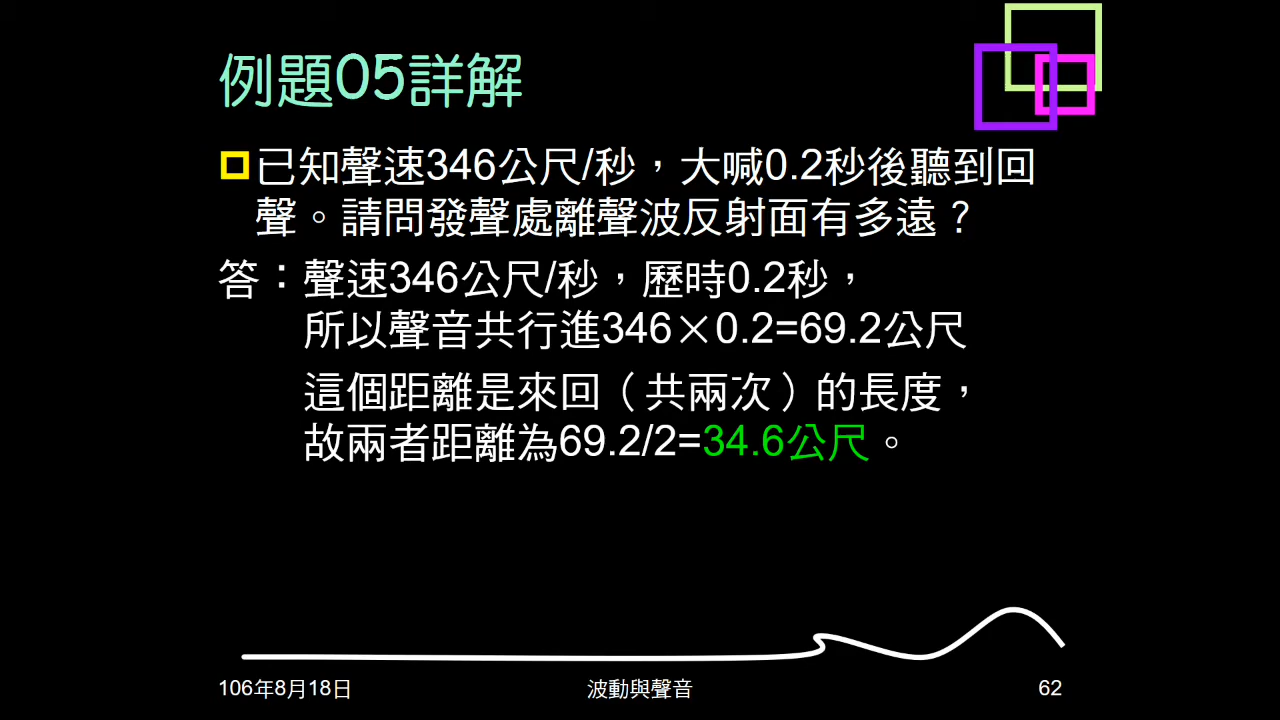 例題05詳解
已知聲速346公尺/秒，大喊0.2秒後聽到回
聲。請問發聲處離聲波反射面有多遠？
答：聲速346公尺/秒，歷時0.2秒，
所以聲音共行進346×0.2=69.2公尺
這個距離是來回（共兩次）的長度，
故兩者距離為69.2/2=34.6公尺。
106年8月18日
波動與聲音
62